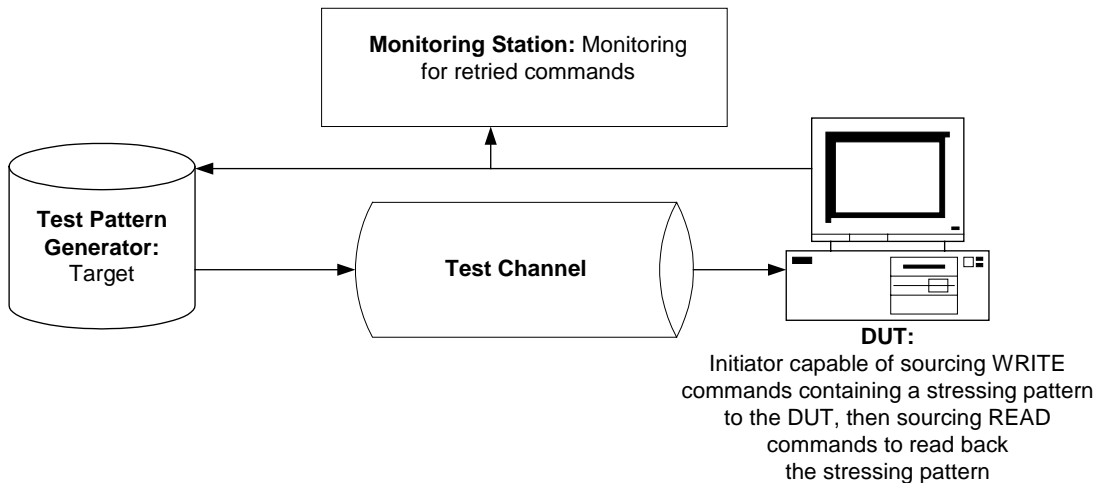 Monitoring Station: Monitoring
for retried commands
Test Pattern
Generator:
Target
Test Channel
DUT:
Initiator capable of sourcing WRITE
commands containing a stressing pattern
to the DUT, then sourcing READ
commands to read back
the stressing pattern